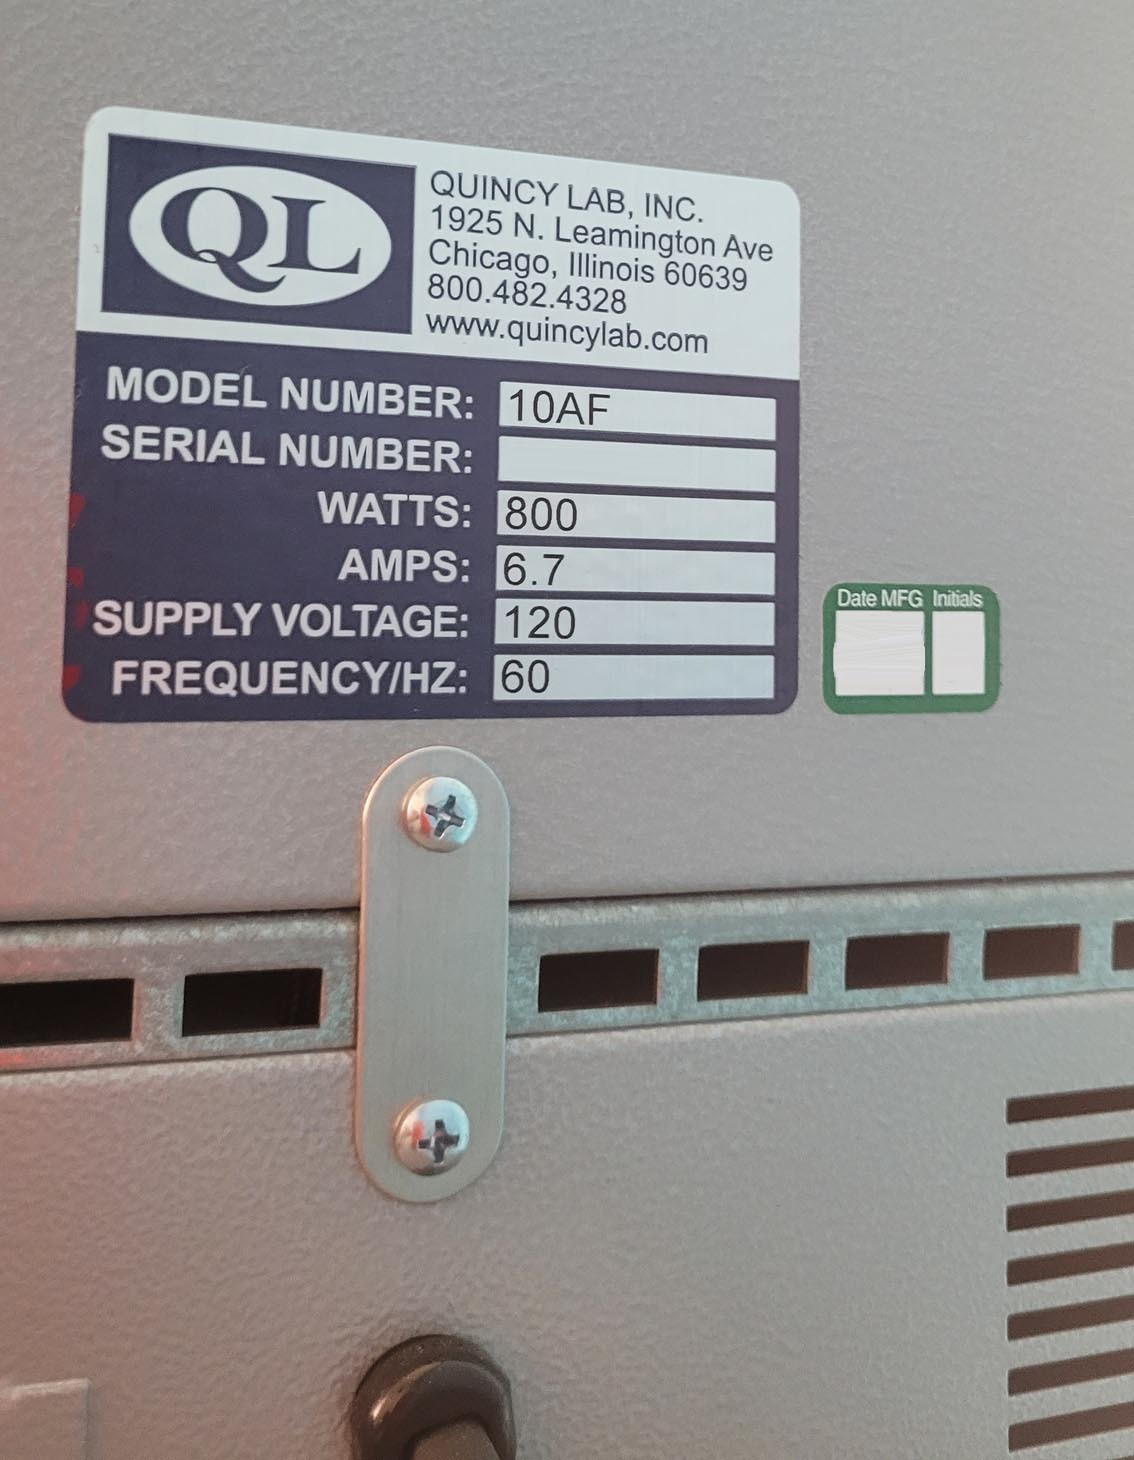 QL
QUINCY LAB, INC.
1925 N. Leamington Ave
Chicago, Illinois 60639
800.482.4328
www.quincylab.com
MODEL NUMBER: 10AF
SERIAL NUMBER:
WATTS: 800
AMPS: 6.7
SUPPLY VOLTAGE: 120
FREQUENCY/HZ: 60
Date MFG Initials